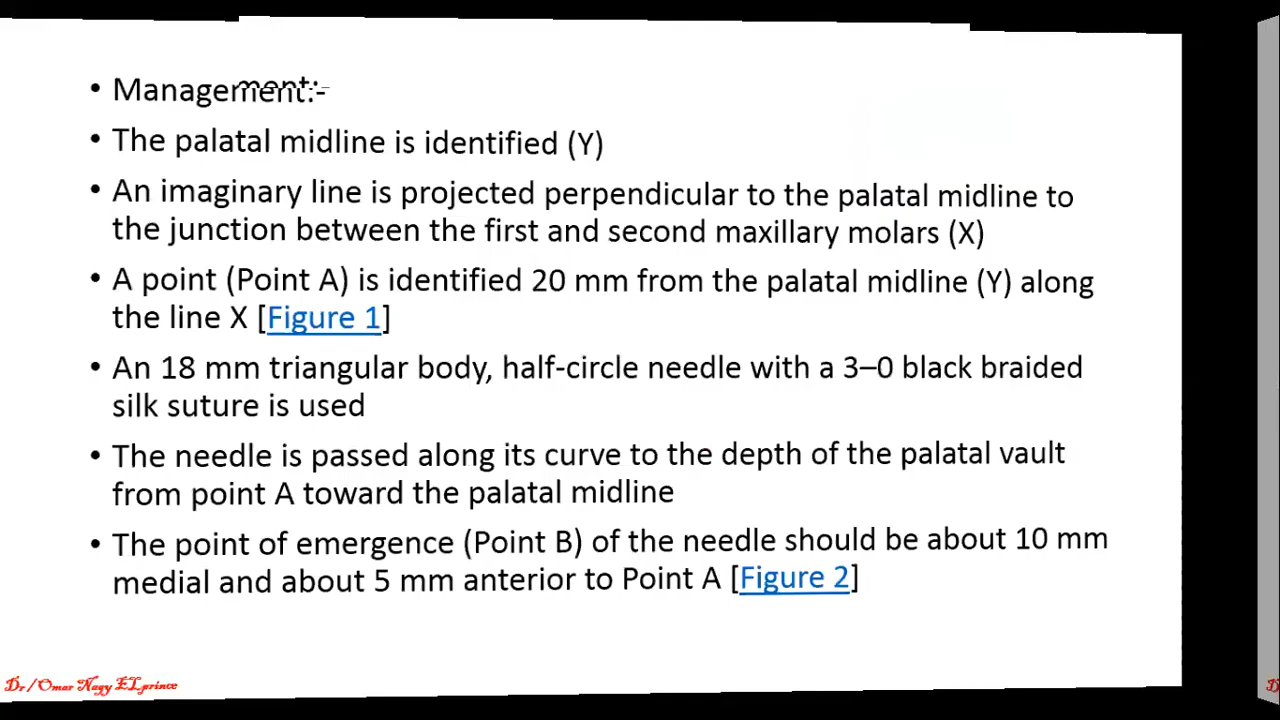 • Management:-
• The palatal midline is identified (Y)
• An imaginary line is projected perpendicular to the palatal midline to
the junction between the first and second maxillary molars (X)
• A point (Point A) is identified 20 mm from the palatal midline (Y) along
the line X [Figure 1]
• An 18 mm triangular body, half-circle needle with a 3–0 black braided
silk suture is used
• The needle is passed along its curve to the depth of the palatal vault
from point A toward the palatal midline
• The point of emergence (Point B) of the needle should be about 10 mm
medial and about 5 mm anterior to Point A [Figure 2]
Dr/Omar Nagy ELprince